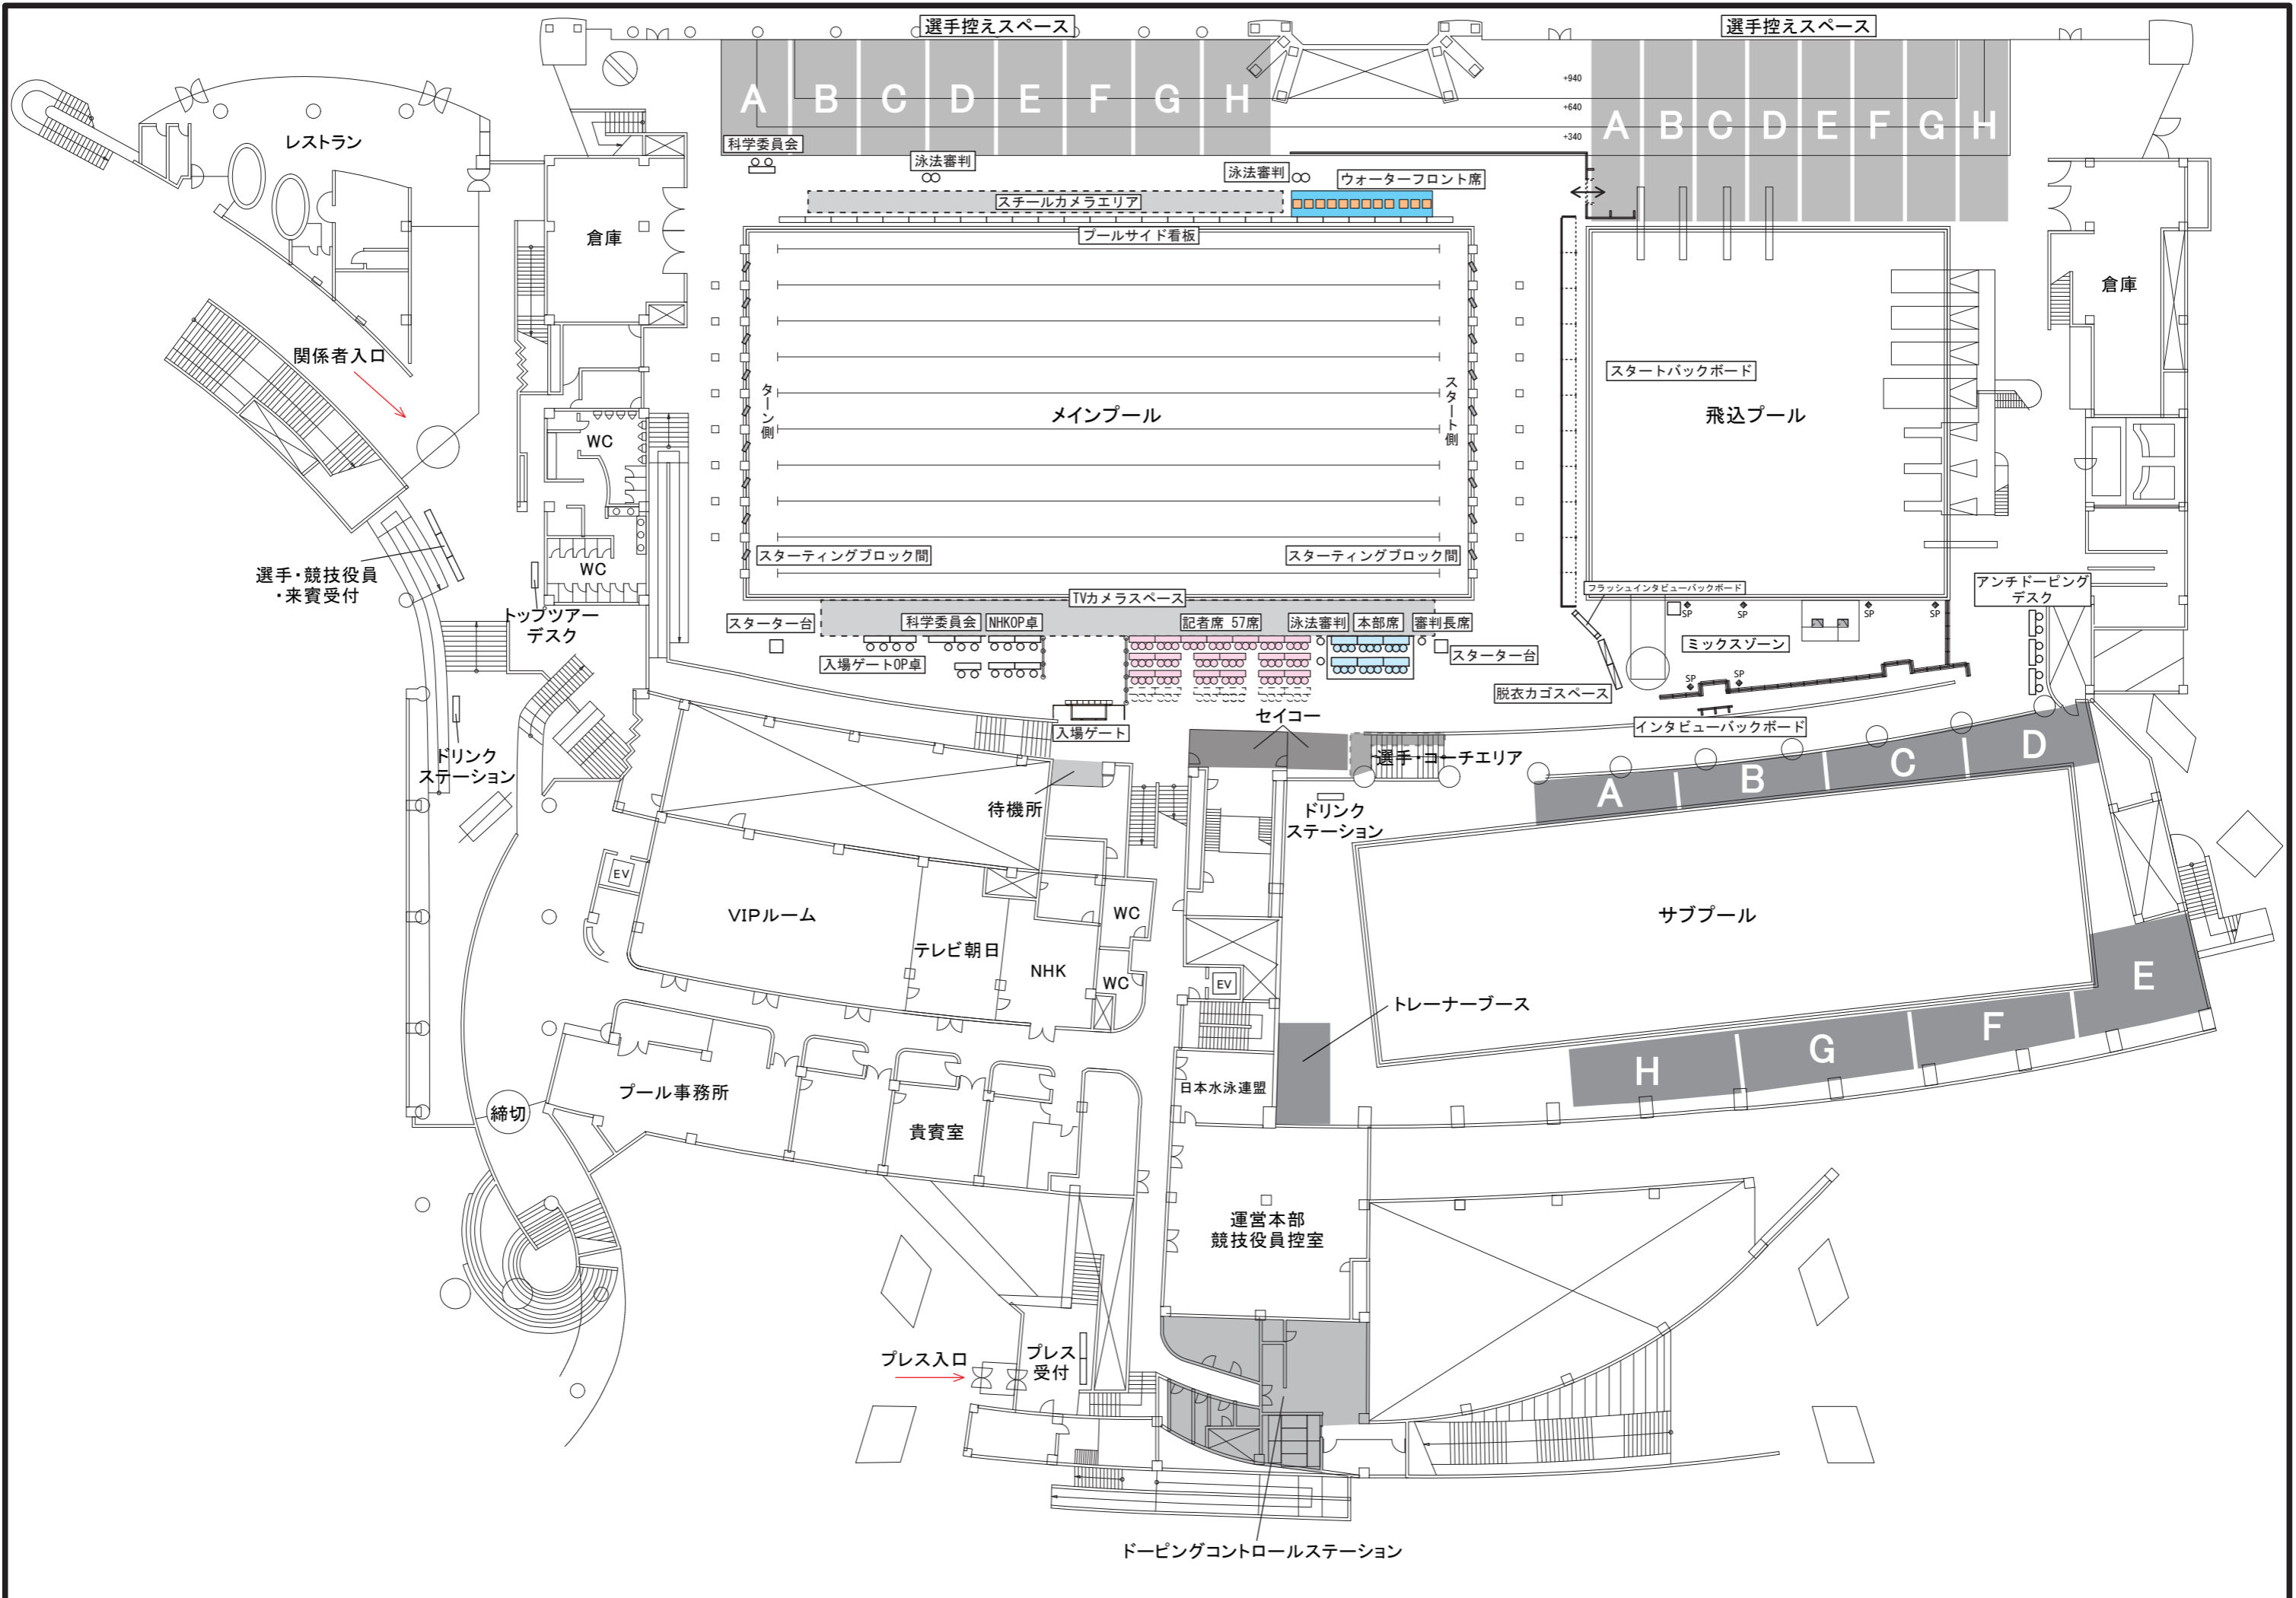 選手控えスペース
選手控えスペース
A B C D E F G H
+940
+640
+340
A B C D E F G H
科学委員会
泳法審判
泳法審判
ウォーターフロント席
レストラン
スチールカメラエリア
プールサイド看板
倉庫
倉庫
関係者入口
スタートバックボード
ターン側
メインプール
スタート側
飛込プール
WC
WC
スターティングブロック間
スターティングブロック間
選手・競技役員
・来賓受付
トップツアー
デスク
フラッシュインタビューバックボード
アンチドーピング
デスク
TVカメラスペース
SP
SP
SP
SP
スターター台
科学委員会
NHKOP卓
記者席 57席
泳法審判
本部席
審判長席
ミックスゾーン
入場ゲートOP卓
スターター台
SP
SP
脱衣カゴスペース
セイコー
インタビューバックボード
入場ゲート
ドリンク
ステーション
選手・コーチエリア
A B C D
待機所
ドリンク
ステーション
EV
VIPルーム
テレビ朝日
NHK
WC
WC
EV
サブプール
E
トレーナーブース
H G F
プール事務所
日本水泳連盟
締切
貴賓室
運営本部
競技役員控室
プレス入口
プレス
受付
ドーピングコントロールステーション